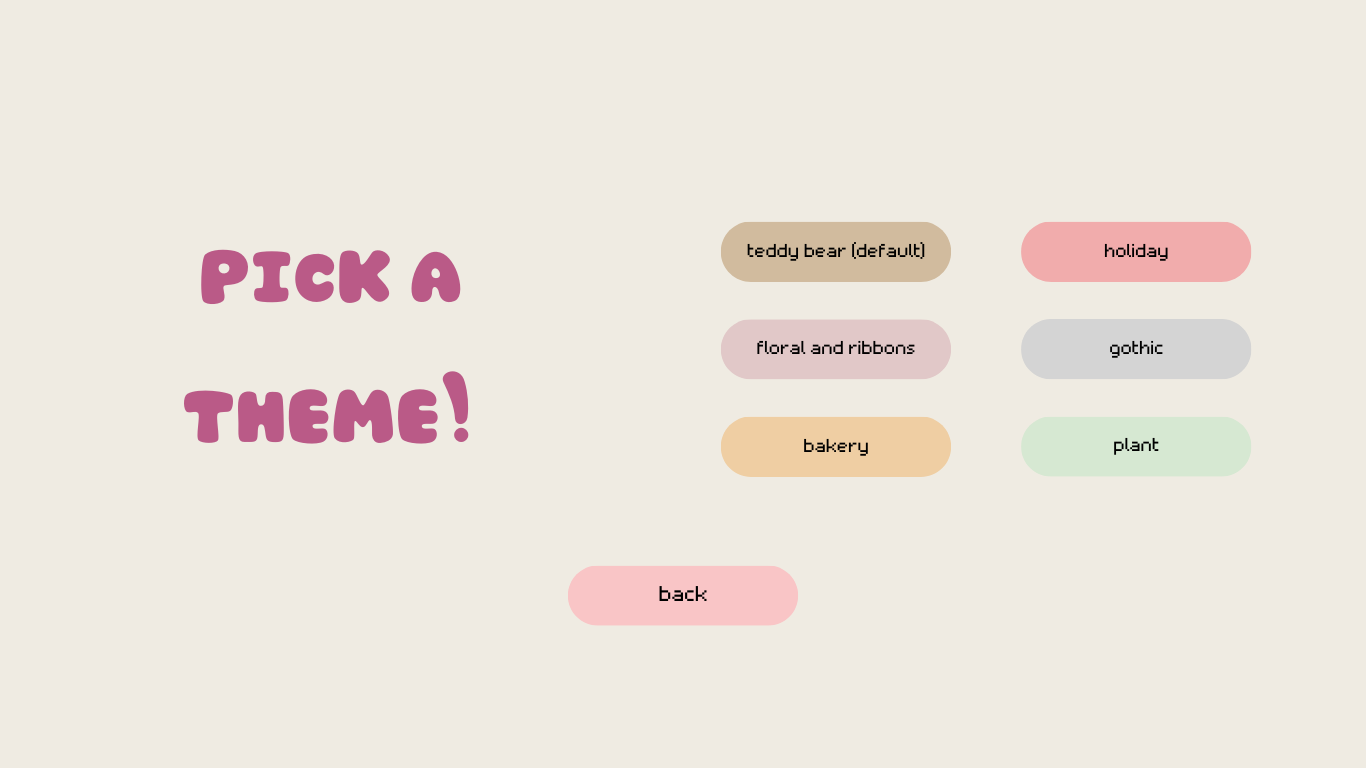 PICK A
THEME!
teddy bear (default)
holiday
floral and ribbons
gothic
bakery
plant
back